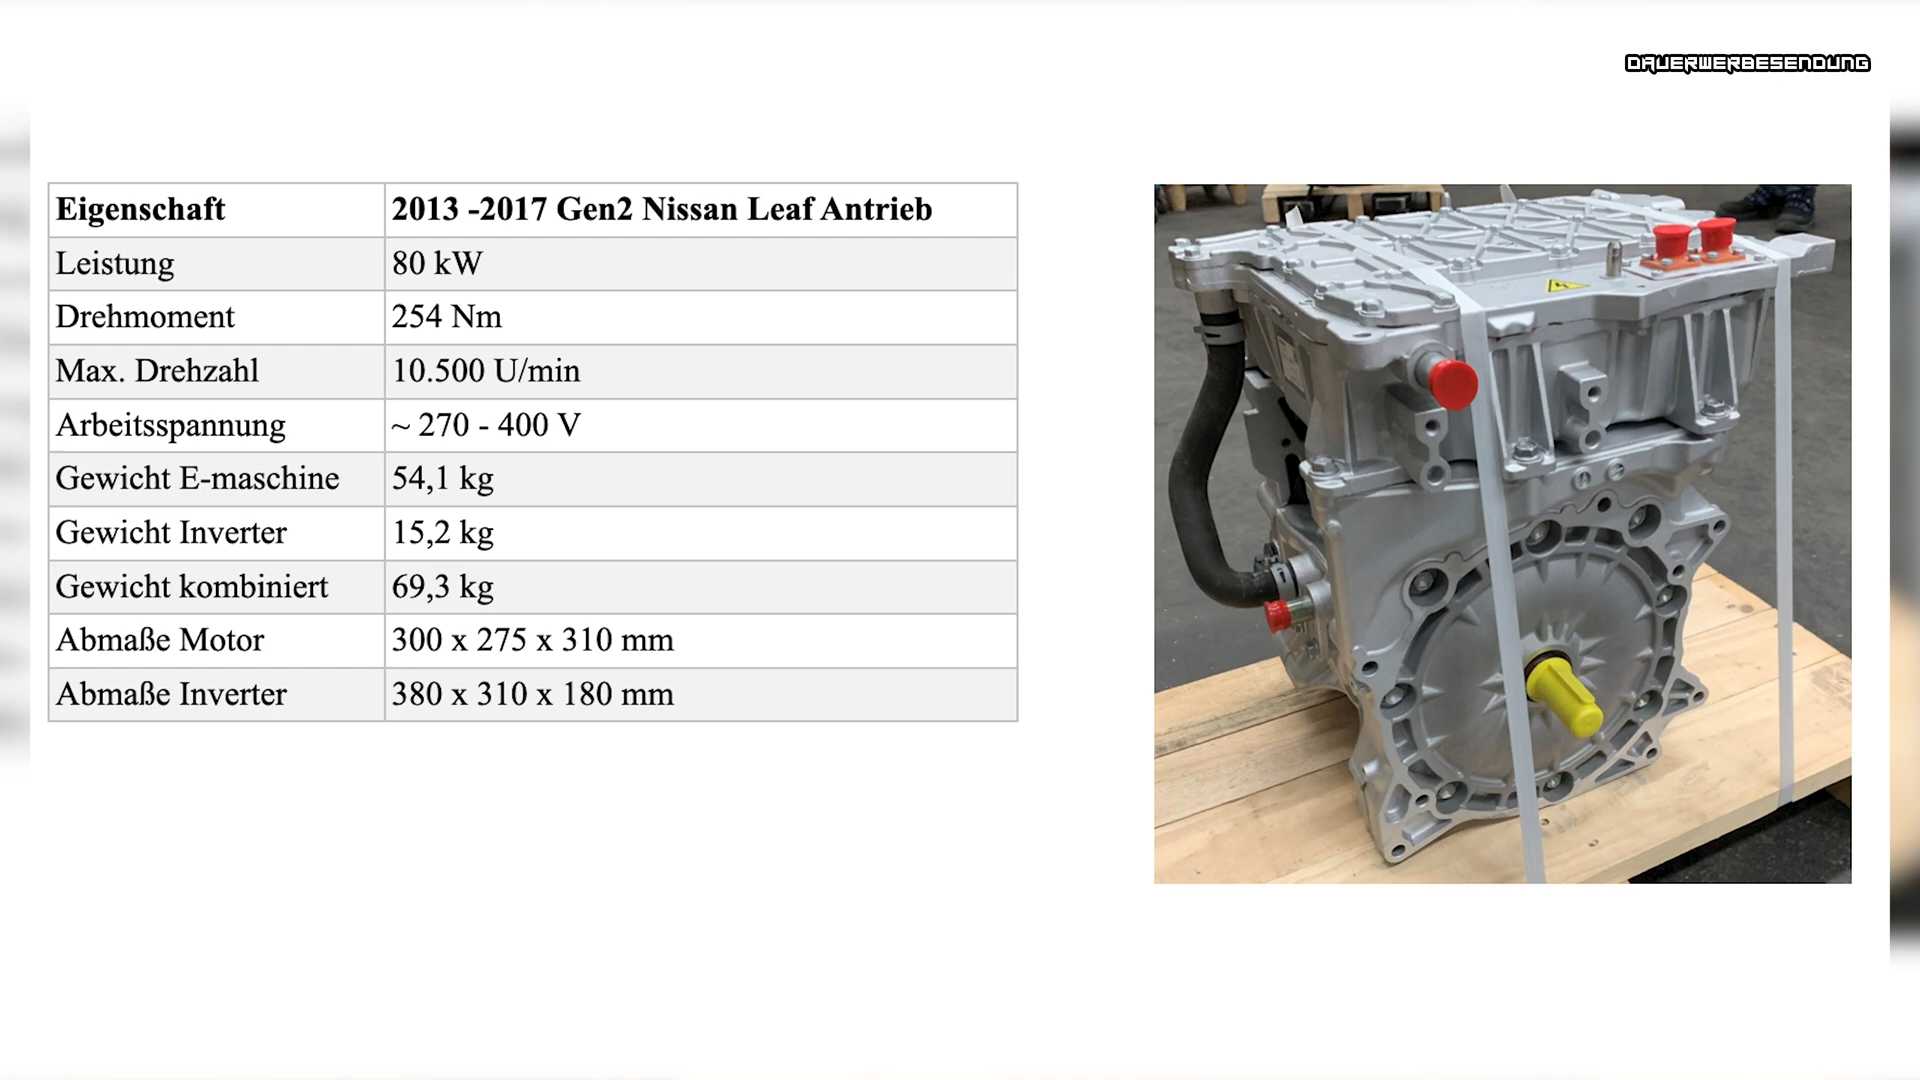 DAUERWERBESENDUNG
Eigenschaft 2013 -2017 Gen2 Nissan Leaf Antrieb
Leistung 80 kW
Drehmoment 254 Nm
Max. Drehzahl 10.500 U/min
Arbeitsspannung ~ 270 - 400 V
Gewicht E-maschine 54,1 kg
Gewicht Inverter 15,2 kg
Gewicht kombiniert 69,3 kg
Abmaße Motor 300 x 275 x 310 mm
Abmaße Inverter 380 x 310 x 180 mm